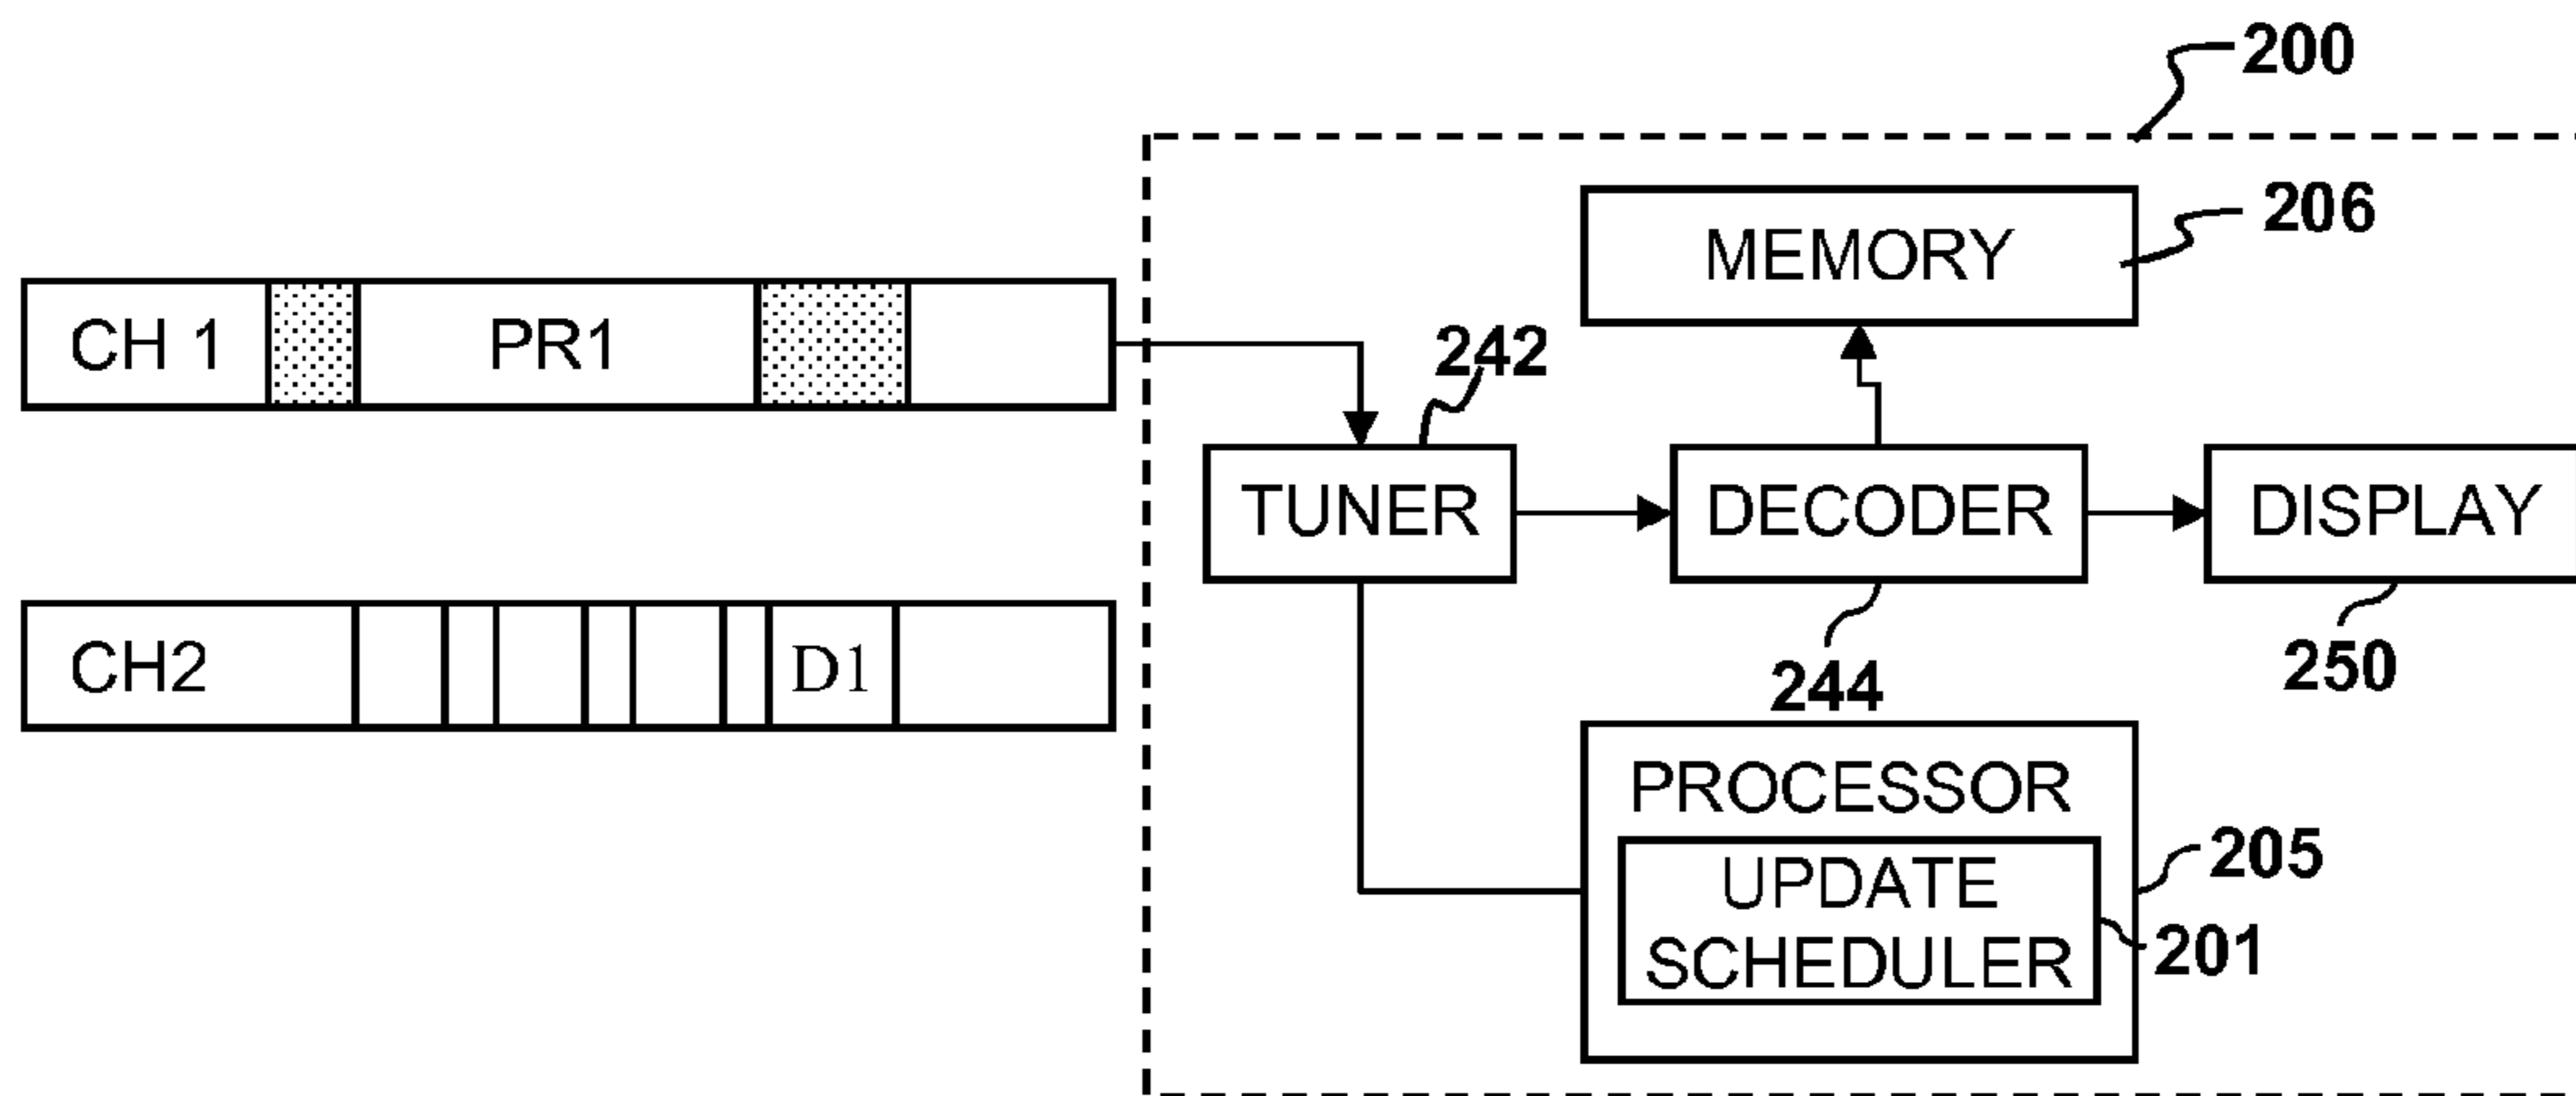 200
MEMORY
206
CH 1
PR1
242
TUNER
DECODER
DISPLAY
CH2
D1
244
250
PROCESSOR
UPDATE
SCHEDULER
205
201